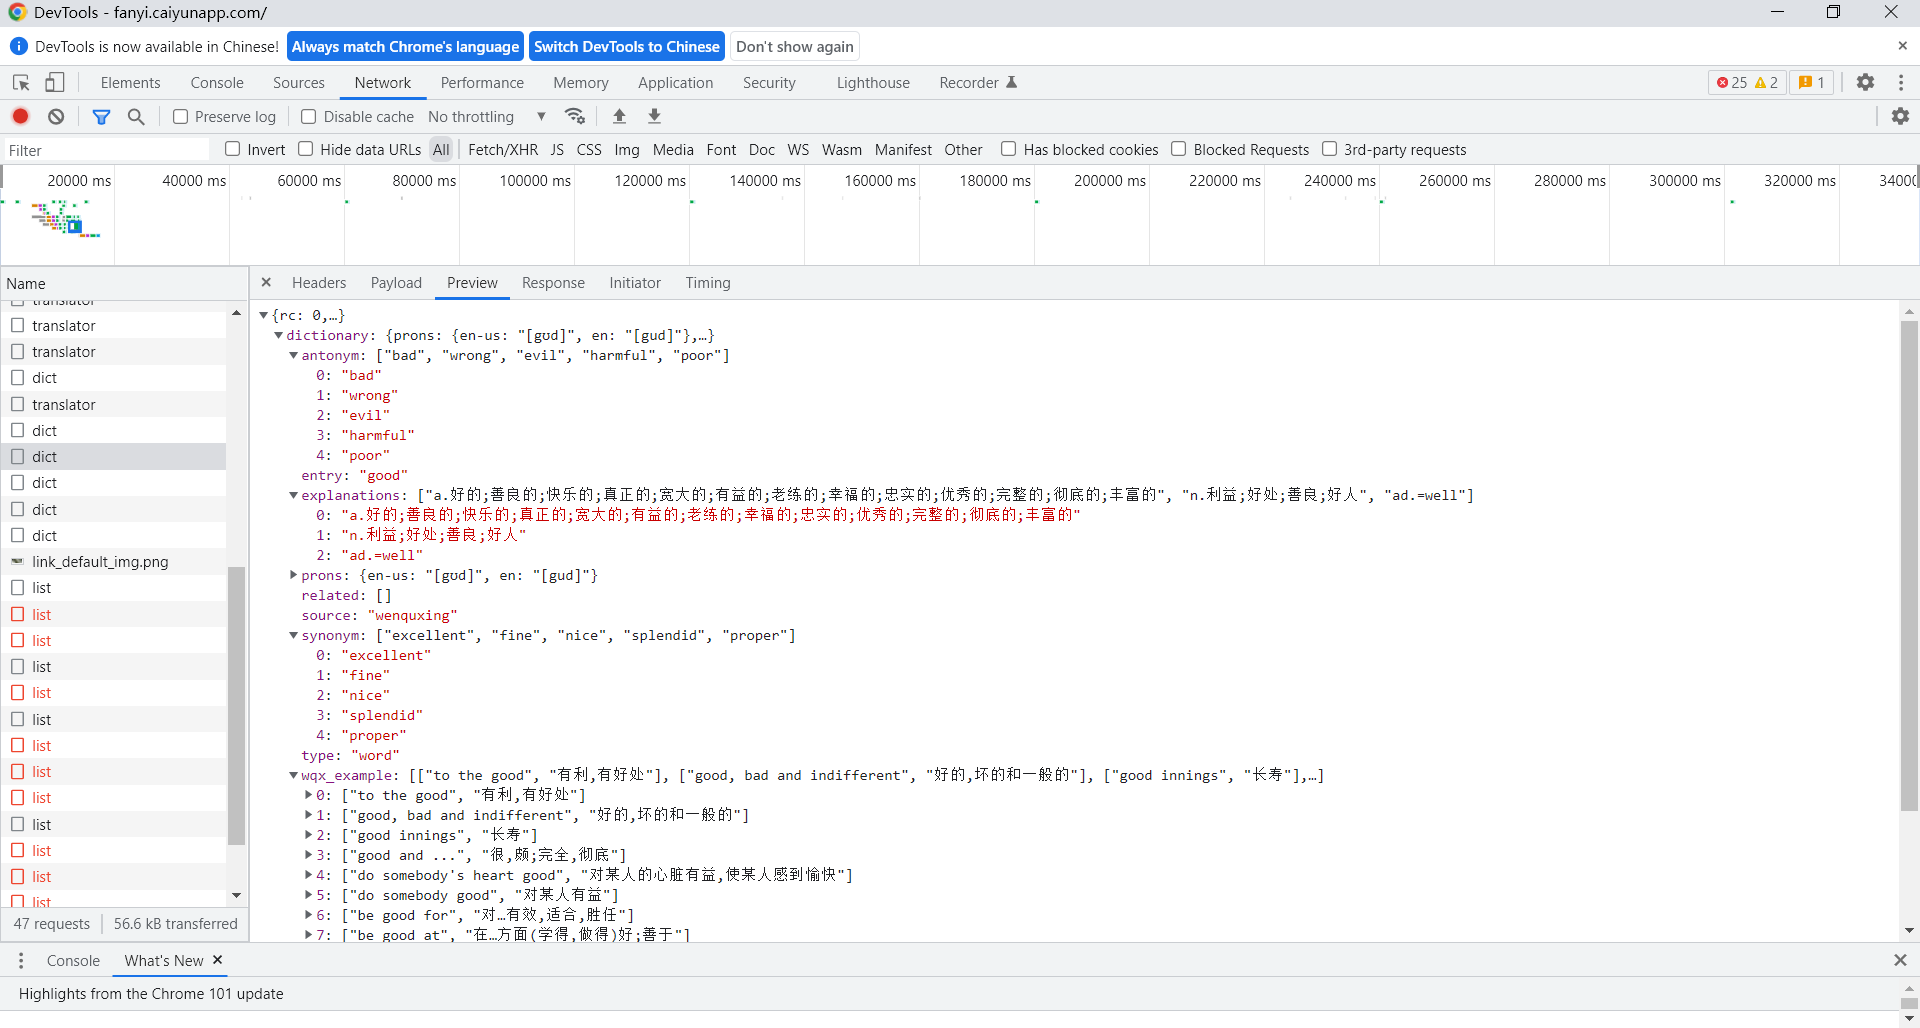 DevTools - fanyi.caiyunapp.com/
DevTools is now available in Chinese! Always match Chrome's language Switch DevTools to Chinese Don't show again
Elements Console Sources Network Performance Memory Application Security Lighthouse Recorder 25 2 1
Preserve log Disable cache No throttling
Filter Invert Hide data URLs All Fetch/XHR JS CSS Img Media Font Doc WS Wasm Manifest Other Has blocked cookies Blocked Requests 3rd-party requests
20000 ms 40000 ms 60000 ms 80000 ms 100000 ms 120000 ms 140000 ms 160000 ms 180000 ms 200000 ms 220000 ms 240000 ms 260000 ms 280000 ms 300000 ms 320000 ms 3400
Name
translator
translator
translator
dict
translator
dict
dict
dict
dict
dict
link_default_img.png
list
list
list
list
list
list
list
list
list
list
list
list
list
47 requests 56.6 kB transferred
Headers Payload Preview Response Initiator Timing
{rc: 0,…}
dictionary: {prons: {en-us: "[gʊd]", en: "[gud]"},…}
antonym: ["bad", "wrong", "evil", "harmful", "poor"]
0: "bad"
1: "wrong"
2: "evil"
3: "harmful"
4: "poor"
entry: "good"
explanations: ["a.好的;善良的;快乐的;真正的;宽大的;有益的;老练的;幸福的;忠实的;优秀的;完整的;彻底的;丰富的", "n.利益;好处;善良;好人", "ad.=well"]
0: "a.好的;善良的;快乐的;真正的;宽大的;有益的;老练的;幸福的;忠实的;优秀的;完整的;彻底的;丰富的"
1: "n.利益;好处;善良;好人"
2: "ad.=well"
prons: {en-us: "[gʊd]", en: "[gud]"}
related: []
source: "wenquxing"
synonym: ["excellent", "fine", "nice", "splendid", "proper"]
0: "excellent"
1: "fine"
2: "nice"
3: "splendid"
4: "proper"
type: "word"
wqx_example: [["to the good", "有利,有好处"], ["good, bad and indifferent", "好的,坏的和一般的"], ["good innings", "长寿"],…]
0: ["to the good", "有利,有好处"]
1: ["good, bad and indifferent", "好的,坏的和一般的"]
2: ["good innings", "长寿"]
3: ["good and ...", "很,颇;完全,彻底"]
4: ["do somebody's heart good", "对某人的心脏有益,使某人感到愉快"]
5: ["do somebody good", "对某人有益"]
6: ["be good for", "对…有效,适合,胜任"]
7: ["be good at", "在…方面(学得,做得)好;善于"]
Console What's New
Highlights from the Chrome 101 update